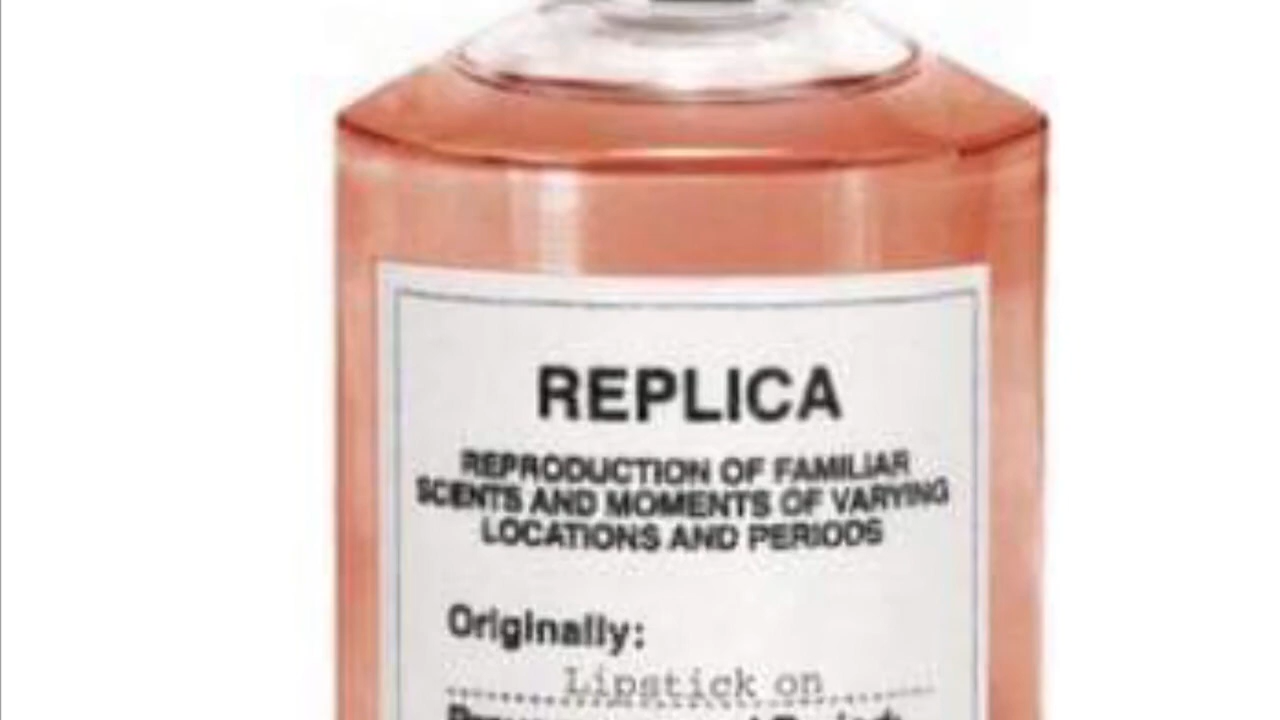 REPLICA
REPRODUCTION OF FAMILIAR
SCENTS AND MOMENTS OF VARYING
LOCATIONS AND PERIODS
Originally:
Lipstick on